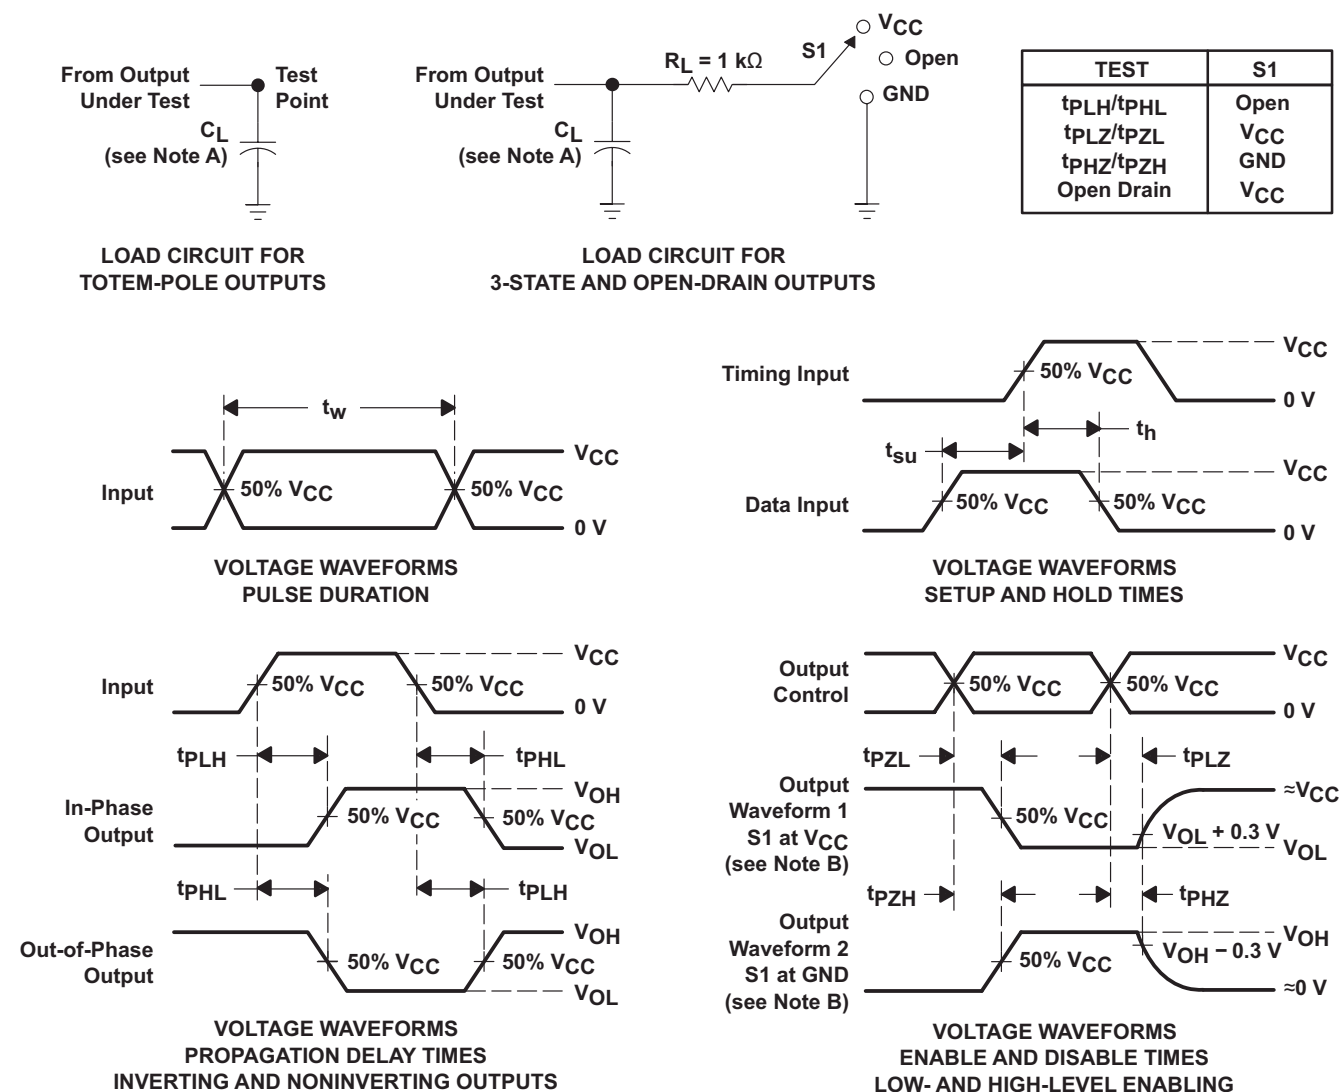 From Output
Under Test
Test
Point
CL
(see Note A)
LOAD CIRCUIT FOR
TOTEM-POLE OUTPUTS
From Output
Under Test
RL = 1 kΩ
S1
VCC
Open
GND
CL
(see Note A)
LOAD CIRCUIT FOR
3-STATE AND OPEN-DRAIN OUTPUTS
TEST S1
tPLH/tPHL Open
tPLZ/tPZL VCC
tPHZ/tPZH GND
Open Drain VCC
tw
Input
50% VCC
50% VCC
VCC
0 V
VOLTAGE WAVEFORMS
PULSE DURATION
Timing Input
50% VCC
VCC
0 V
tsu
th
Data Input
50% VCC
50% VCC
VCC
0 V
VOLTAGE WAVEFORMS
SETUP AND HOLD TIMES
Input
50% VCC
50% VCC
VCC
0 V
tPLH
tPHL
In-Phase
Output
50% VCC
50% VCC
VOH
VOL
tPHL
tPLH
Out-of-Phase
Output
50% VCC
50% VCC
VOH
VOL
VOLTAGE WAVEFORMS
PROPAGATION DELAY TIMES
INVERTING AND NONINVERTING OUTPUTS
Output
Control
50% VCC
50% VCC
VCC
0 V
tPZL
tPLZ
Output
Waveform 1
S1 at VCC
(see Note B)
50% VCC
≈VCC
VOL + 0.3 V
VOL
tPZH
tPHZ
Output
Waveform 2
S1 at GND
(see Note B)
50% VCC
VOH
VOH − 0.3 V
≈0 V
VOLTAGE WAVEFORMS
ENABLE AND DISABLE TIMES
LOW- AND HIGH-LEVEL ENABLING